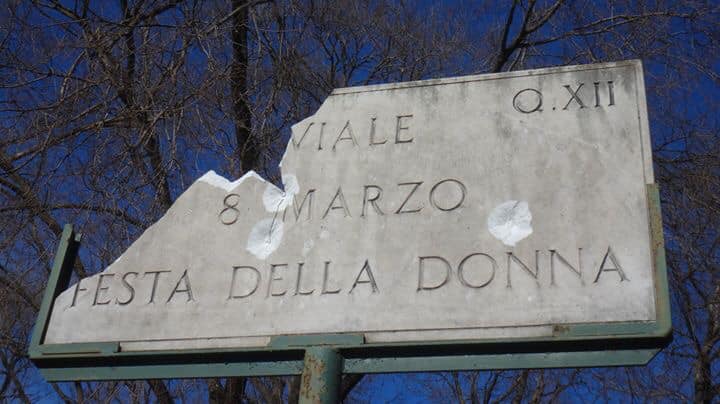 Q.XII
VIALE
8 MARZO
FESTA DELLA DONNA